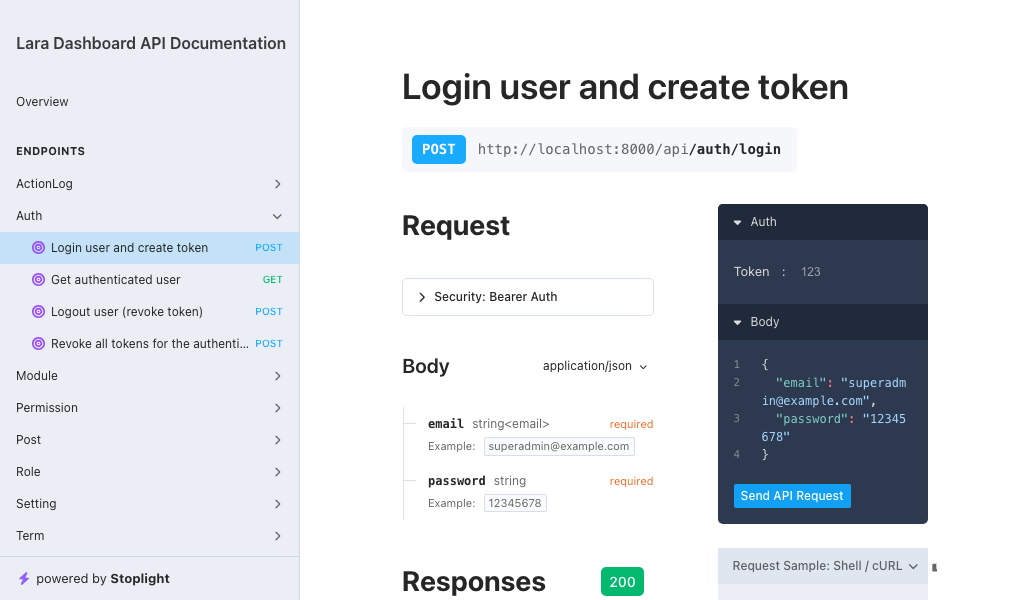 Lara Dashboard API Documentation
Overview
ENDPOINTS
ActionLog
Auth
Login user and create token POST
Get authenticated user GET
Logout user (revoke token) POST
Revoke all tokens for the authenti... POST
Module
Permission
Post
Role
Setting
Term
powered by Stoplight
Login user and create token
POST http://localhost:8000/api/auth/login
Request
Security: Bearer Auth
Body application/json
email string<email> required
Example: superadmin@example.com
password string required
Example: 12345678
Responses 200
Auth
Token : 123
Body
1 {
2 "email": "superadm
in@example.com",
3 "password": "12345
678"
4 }
Send API Request
Request Sample: Shell / cURL